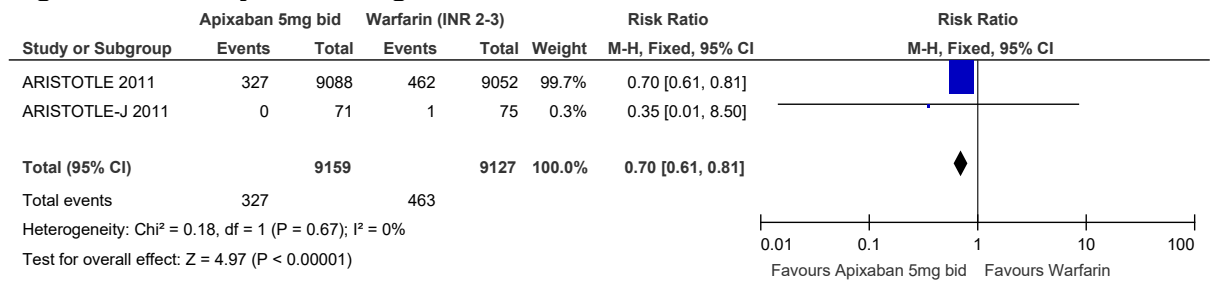 Apixaban 5mg bid Warfarin (INR 2-3) Risk Ratio Risk Ratio
Study or Subgroup Events Total Events Total Weight M-H, Fixed, 95% CI M-H, Fixed, 95% CI
ARISTOTLE 2011 327 9088 462 9052 99.7% 0.70 [0.61, 0.81]
ARISTOTLE-J 2011 0 71 1 75 0.3% 0.35 [0.01, 8.50]
Total (95% CI) 9159 9127 100.0% 0.70 [0.61, 0.81]
Total events 327 463
Heterogeneity: Chi² = 0.18, df = 1 (P = 0.67); I² = 0%
Test for overall effect: Z = 4.97 (P < 0.00001)
0.01 0.1 1 10 100
Favours Apixaban 5mg bid Favours Warfarin